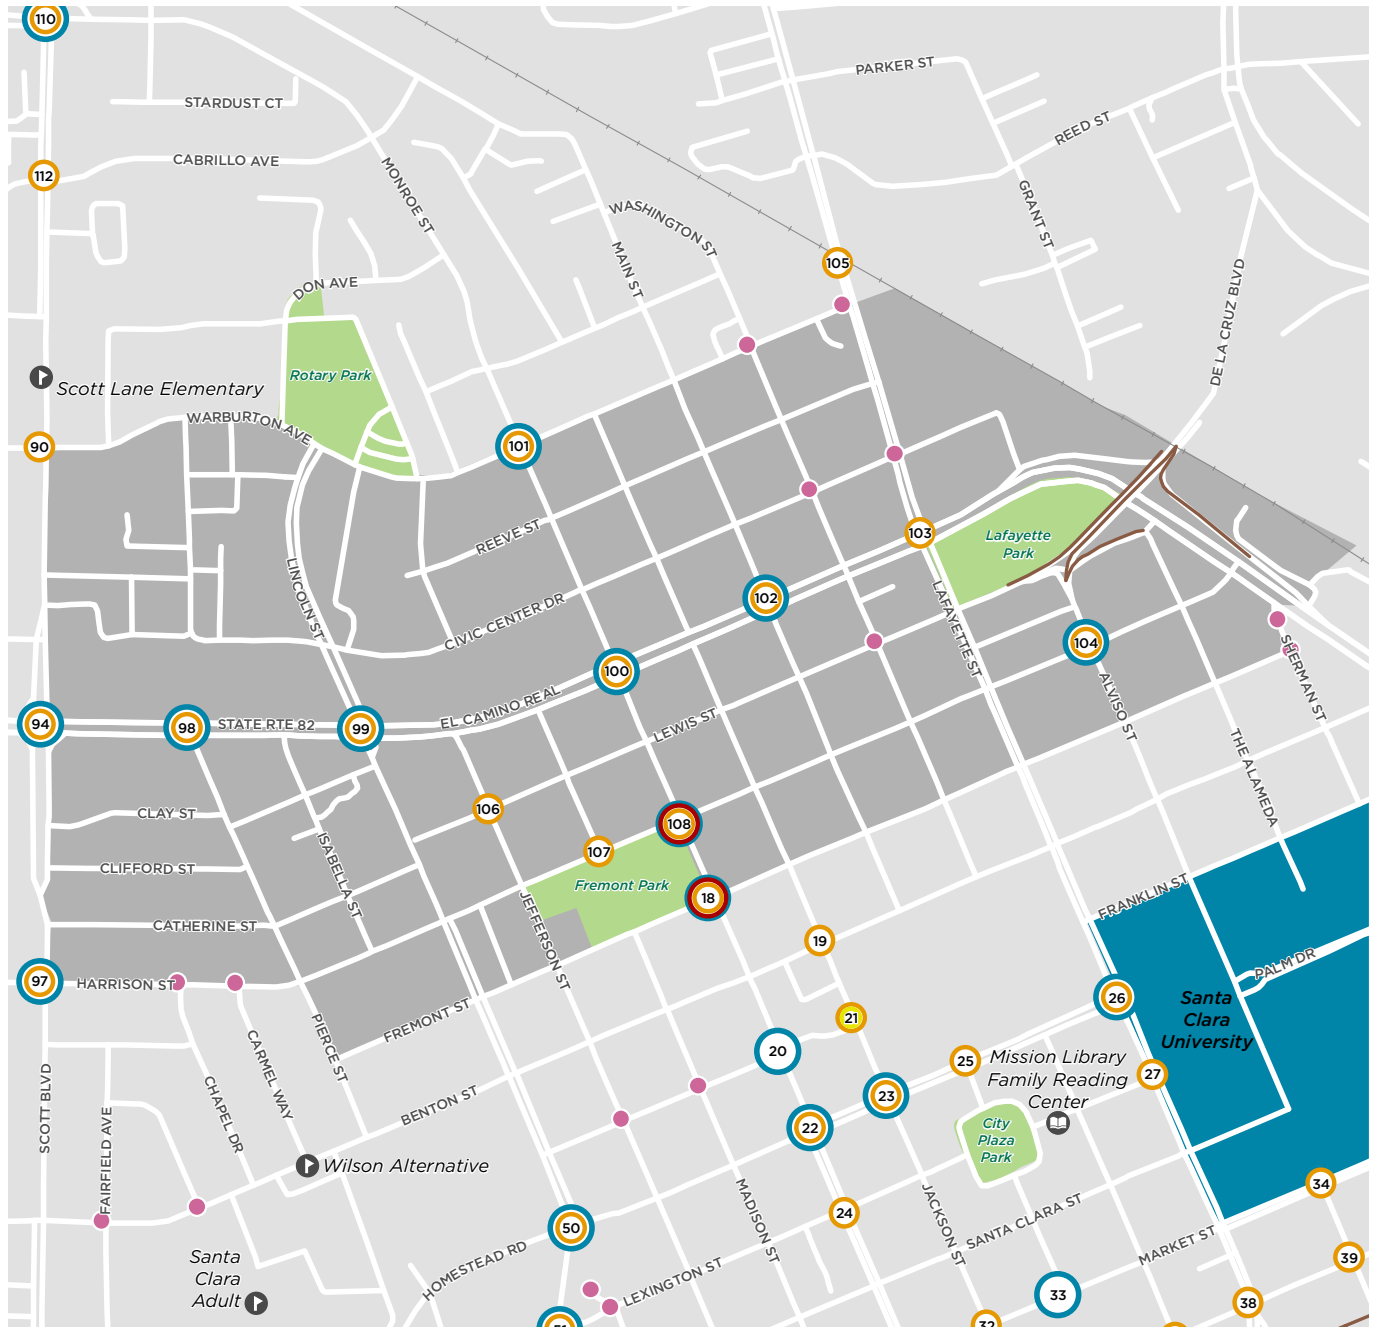 110
PARKER ST
STARDUST CT
REED ST
CABRILLO AVE
112
MONROE ST
WASHINGTON ST
GRANT ST
MAIN ST
105
DON AVE
DE LA CRUZ BLVD
Rotary Park
Scott Lane Elementary
WARBURTON AVE
90
101
REEVE ST
103
Lafayette
Park
LINCOLN ST
CIVIC CENTER DR
102
LAFAYETTE ST
104
SHERMAN ST
100
ALVISO ST
EL CAMINO REAL
LEWIS ST
94
98
STATE RTE 82
99
THE ALAMEDA
106
CLAY ST
108
ISABELLA ST
107
CLIFFORD ST
Fremont Park
18
JEFFERSON ST
FRANKLIN ST
CATHERINE ST
19
PALM DR
97
HARRISON ST
26
Santa
Clara
University
FREMONT ST
21
PIERCE ST
CARMEL WAY
20
25
Mission Library
Family Reading
Center
27
23
SCOTT BLVD
CHAPEL DR
BENTON ST
22
City
Plaza
Park
FAIRFIELD AVE
Wilson Alternative
34
MADISON ST
JACKSON ST
24
SANTA CLARA ST
50
MARKET ST
39
HOMESTEAD RD
Santa
Clara
Adult
LEXINGTON ST
33
38
51
32